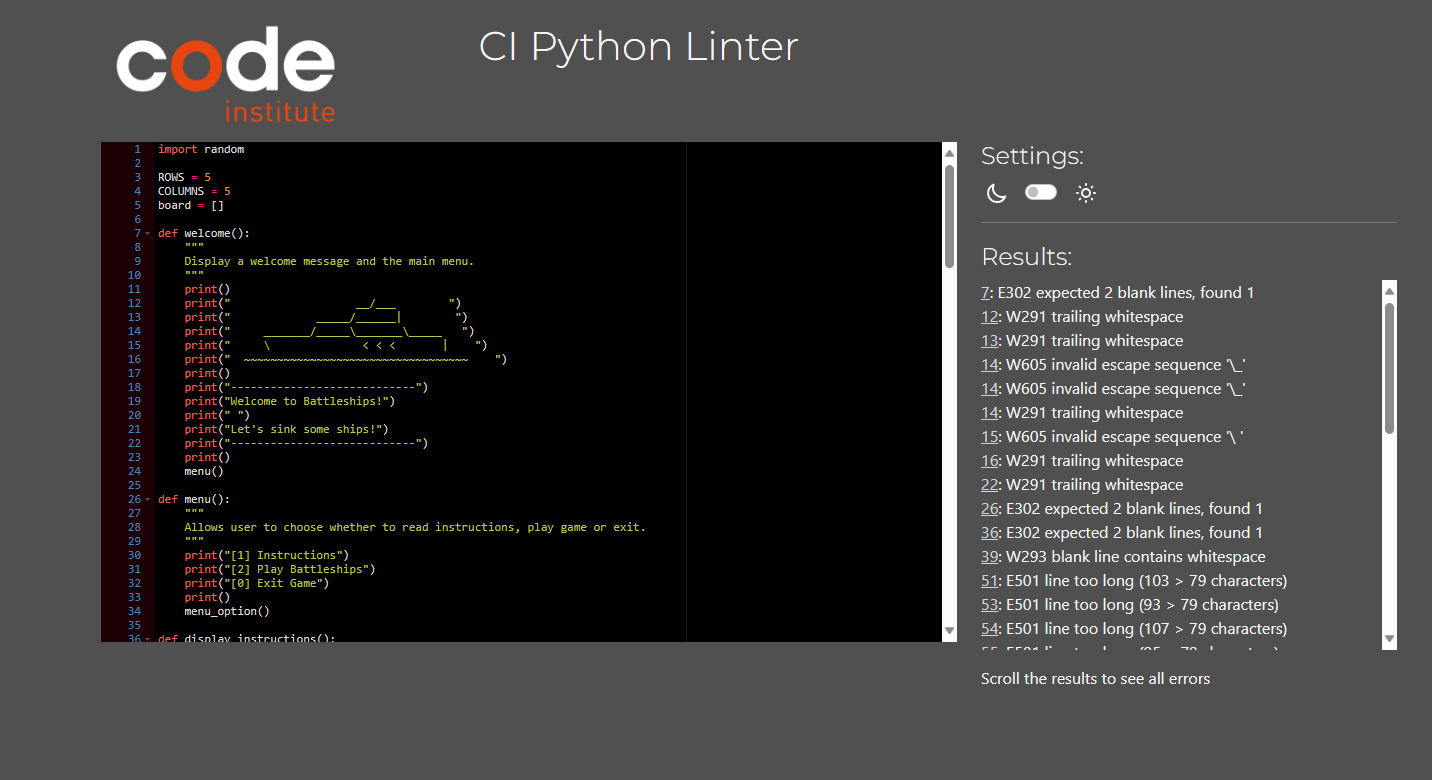 code
institute
CI Python Linter
1 import random
2
3 ROWS = 5
4 COLUMNS = 5
5 board = []
6
7 def welcome():
8     """
9     Display a welcome message and the main menu.
10     """
11     print()
12     print("                   __/___        ")
13     print("             _____/______|        ")
14     print("     _______/_____\_______\_____   ")
15     print("     \              < < <       |    ")
16     print("  ~~~~~~~~~~~~~~~~~~~~~~~~~~~~~~~~~~    ")
17     print()
18     print("----------------------------")
19     print("Welcome to Battleships!")
20     print(" ")
21     print("Let's sink some ships!")
22     print("----------------------------")
23     print()
24     menu()
25
26 def menu():
27     """
28     Allows user to choose whether to read instructions, play game or exit.
29     """
30     print("[1] Instructions")
31     print("[2] Play Battleships")
32     print("[0] Exit Game")
33     print()
34     menu_option()
35
36 def display_instructions():
Settings:
Results:
7: E302 expected 2 blank lines, found 1
12: W291 trailing whitespace
13: W291 trailing whitespace
14: W605 invalid escape sequence '\_'
14: W605 invalid escape sequence '\_'
14: W291 trailing whitespace
15: W605 invalid escape sequence '\ '
16: W291 trailing whitespace
22: W291 trailing whitespace
26: E302 expected 2 blank lines, found 1
36: E302 expected 2 blank lines, found 1
39: W293 blank line contains whitespace
51: E501 line too long (103 > 79 characters)
53: E501 line too long (93 > 79 characters)
54: E501 line too long (107 > 79 characters)
55: E501 line too long (95 > 79 characters)
Scroll the results to see all errors